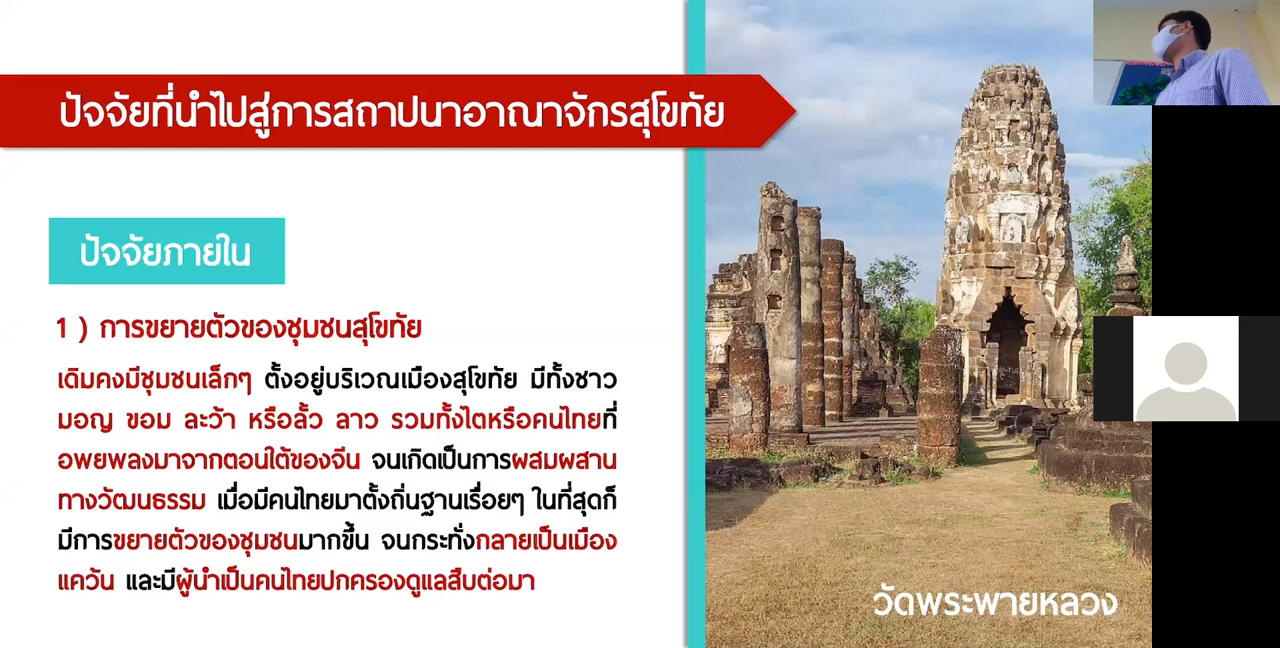 ปัจจัยที่นำไปสู่การสถาปนาอาณาจักรสุโขทัย
ปัจจัยภายใน
1 ) การขยายตัวของชุมชนสุโขทัย
เดิมคงมีชุมชนเล็กๆ ตั้งอยู่บริเวณเมืองสุโขทัย มีทั้งชาว
มอญ ขอม ละว้า หรือลั้ว ลาว รวมทั้งไตหรือคนไทยที่
อพยพลงมาจากตอนใต้ของจีน จนเกิดเป็นการผสมผสาน
ทางวัฒนธรรม เมื่อมีคนไทยมาตั้งถิ่นฐานเรื่อยๆ ในที่สุดก็
มีการขยายตัวของชุมชนมากขึ้น จนกระทั่งกลายเป็นเมือง
แคว้น และมีผู้นำเป็นคนไทยปกครองดูแลสืบต่อมา
วัดพระพายหลวง